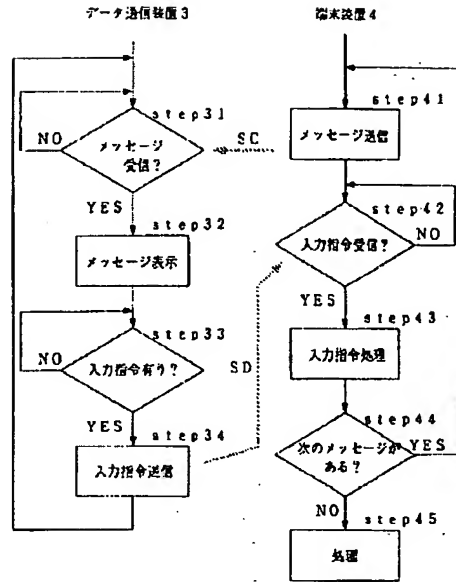 データ通信装置3
端末装置4
step31
メッセージ
受信？
NO
YES
SC
step32
メッセージ表示
step33
入力指令有り？
NO
YES
SD
step34
入力指令送信
step41
メッセージ送信
step42
入力指令受信？
NO
YES
step43
入力指令処理
step44
次のメッセージが
ある？
YES
NO
step45
処理